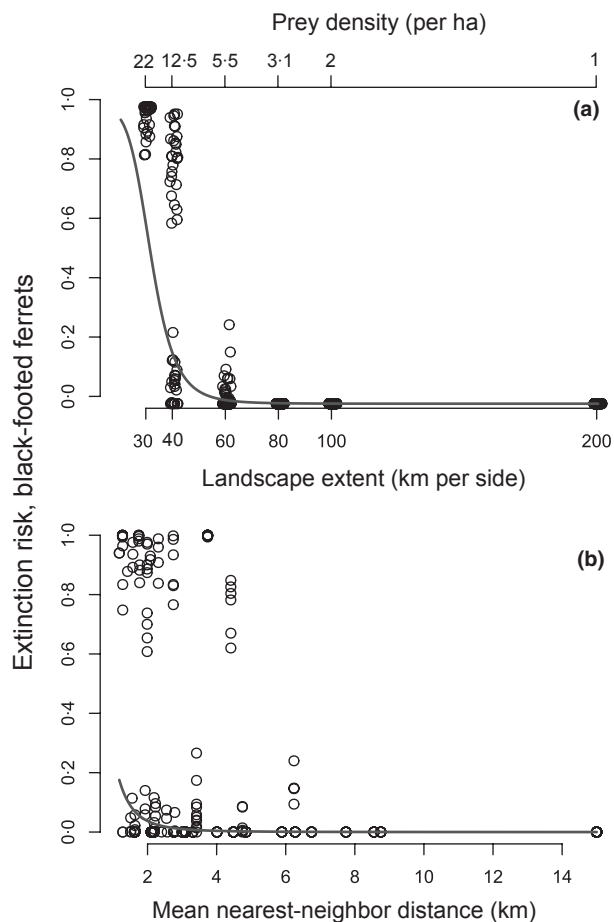 Prey density (per ha)
22 12·5 5·5 3·1 2 1
(a)
1·0
0·8
0·6
0·4
0·2
0·0
30 40 60 80 100 200
Landscape extent (km per side)
Extinction risk, black-footed ferrets
(b)
1·0
0·8
0·6
0·4
0·2
0·0
2 4 6 8 10 12 14
Mean nearest-neighbor distance (km)